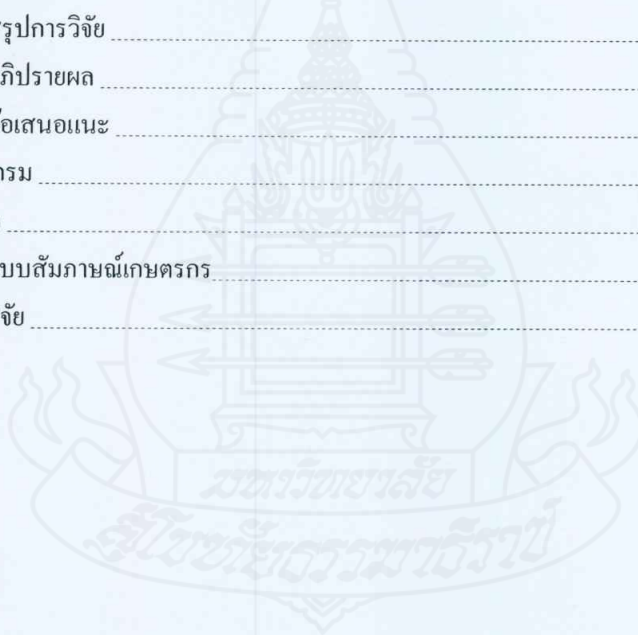 รุปการวิจัย
ภิปรายผล
อเสนอแนะ
กรม
บบสัมภาษณ์เกษตรกร
จัย
มหาวิทยาลัย
สุโขทัยธรรมาธิราช